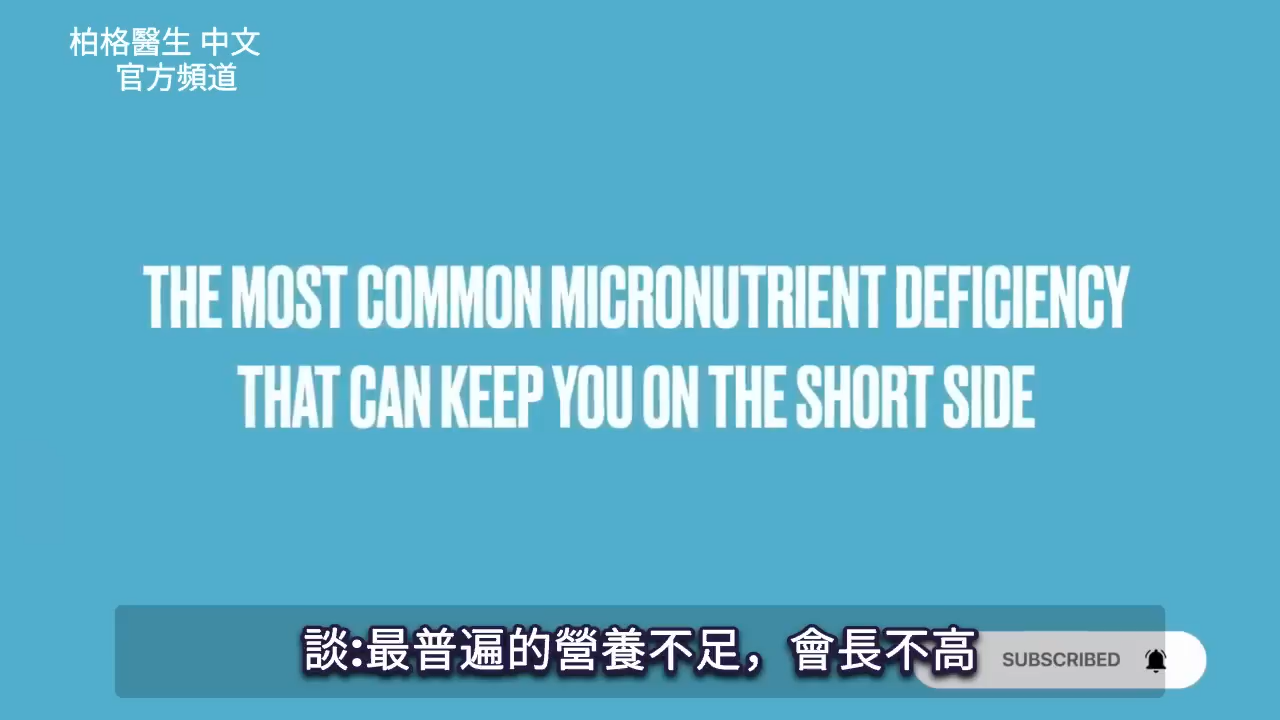 柏格醫生 中文
官方頻道
THE MOST COMMON MICRONUTRIENT DEFICIENCY
THAT CAN KEEP YOU ON THE SHORT SIDE
談:最普遍的營養不足，會長不高
SUBSCRIBED